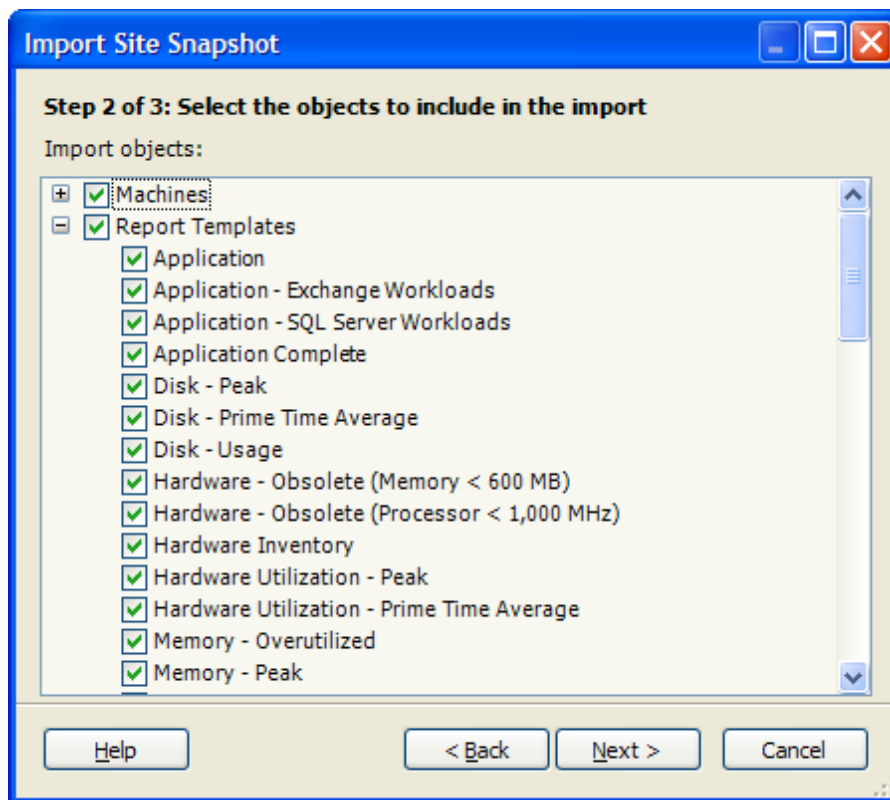 Import Site Snapshot
Step 2 of 3: Select the objects to include in the import
Import objects:
Machines
Report Templates
Application
Application - Exchange Workloads
Application - SQL Server Workloads
Application Complete
Disk - Peak
Disk - Prime Time Average
Disk - Usage
Hardware - Obsolete (Memory < 600 MB)
Hardware - Obsolete (Processor < 1,000 MHz)
Hardware Inventory
Hardware Utilization - Peak
Hardware Utilization - Prime Time Average
Memory - Overutilized
Memory - Peak
Help
< Back
Next >
Cancel